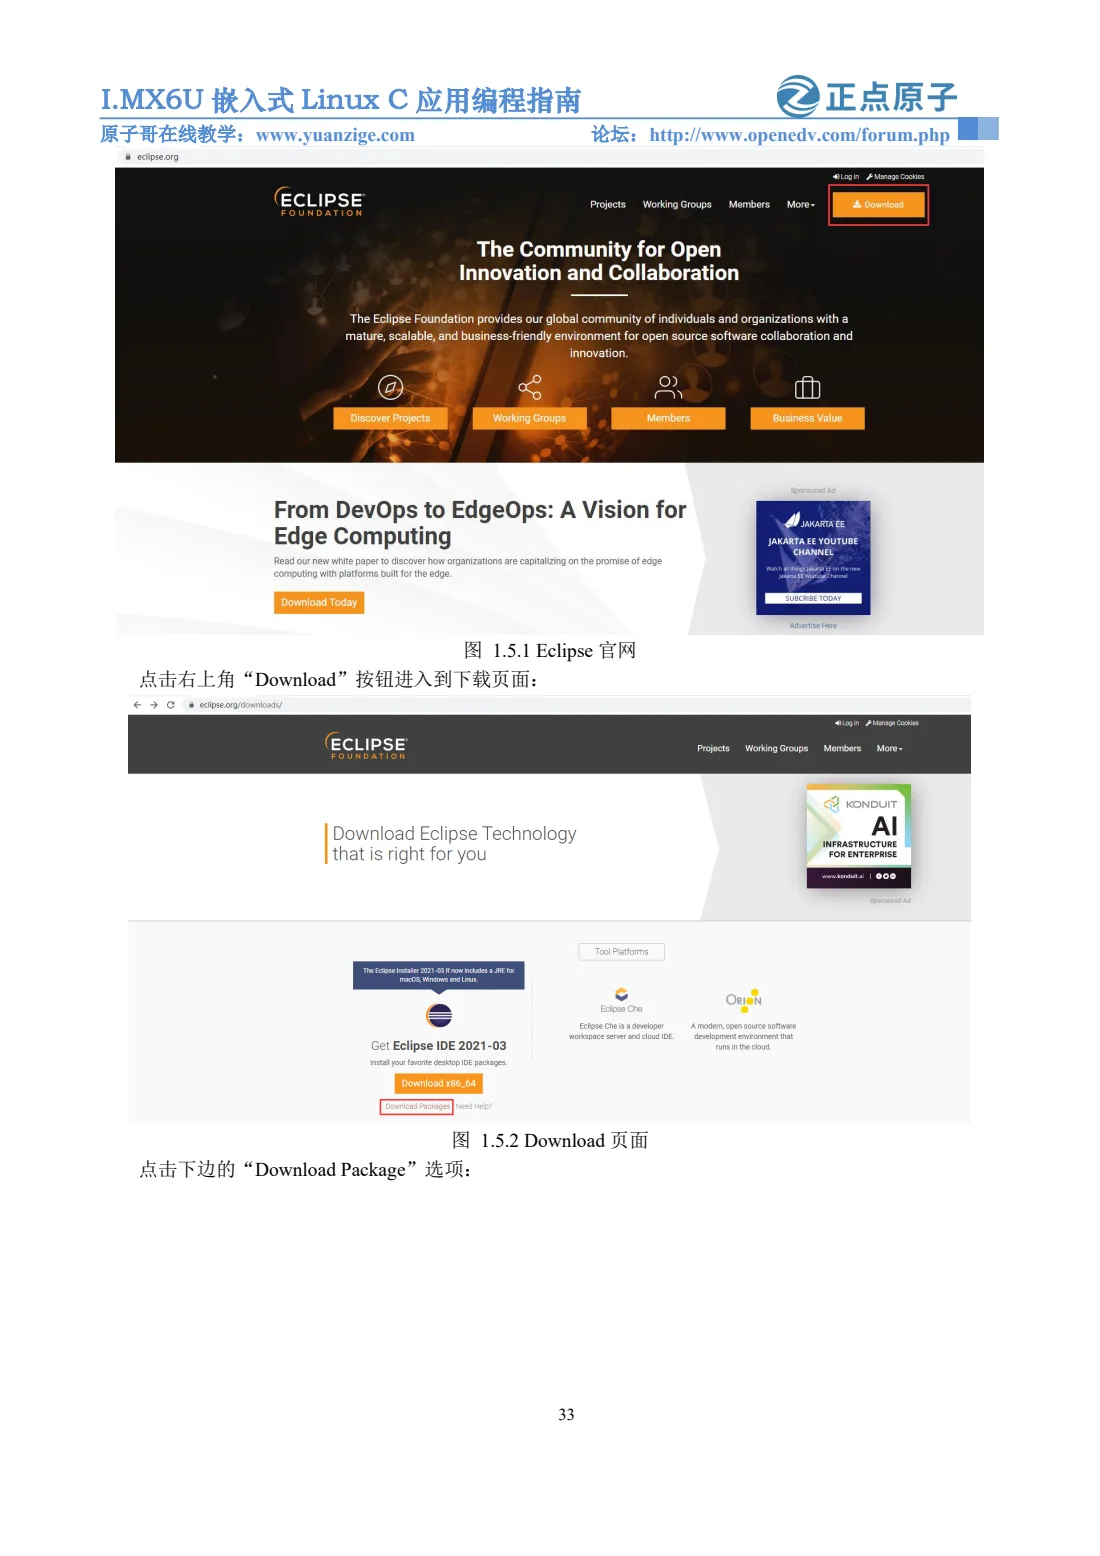 I.MX6U 嵌入式 Linux C 应用编程指南
正点原子
原子哥在线教学：www.yuanzige.com 论坛：http://www.openedv.com/forum.php
eclipse.org
Log in Manage Cookies
ECLIPSE
FOUNDATION
Projects Working Groups Members More Download
The Community for Open
Innovation and Collaboration
The Eclipse Foundation provides our global community of individuals and organizations with a
mature, scalable, and business-friendly environment for open source software collaboration and
innovation.
Discover Projects Working Groups Members Business Value
From DevOps to EdgeOps: A Vision for
Edge Computing
Read our new white paper to discover how organizations are capitalizing on the promise of edge
computing with platforms built for the edge.
Download Today
Sponsored Ad
JAKARTA EE
JAKARTA EE YOUTUBE
CHANNEL
Watch all things Jakarta EE on the new
Jakarta EE Youtube Channel
SUBCRIBE TODAY
Advertise Here
图 1.5.1 Eclipse 官网
点击右上角“Download”按钮进入到下载页面：
eclipse.org/downloads/
Log in Manage Cookies
ECLIPSE
FOUNDATION
Projects Working Groups Members More
Download Eclipse Technology
that is right for you
KONDUIT
AI
INFRASTRUCTURE
FOR ENTERPRISE
www.konduit.ai
Sponsored Ad
Tool Platforms
The Eclipse Installer 2021-03 R now includes a JRE for
macOS, Windows and Linux.
Get Eclipse IDE 2021-03
Install your favorite desktop IDE packages.
Download x86_64
Download Packages Need Help?
Eclipse Che
Eclipse Che is a developer
workspace server and cloud IDE.
ORION
A modern, open source software
development environment that
runs in the cloud.
图 1.5.2 Download 页面
点击下边的“Download Package”选项：
33